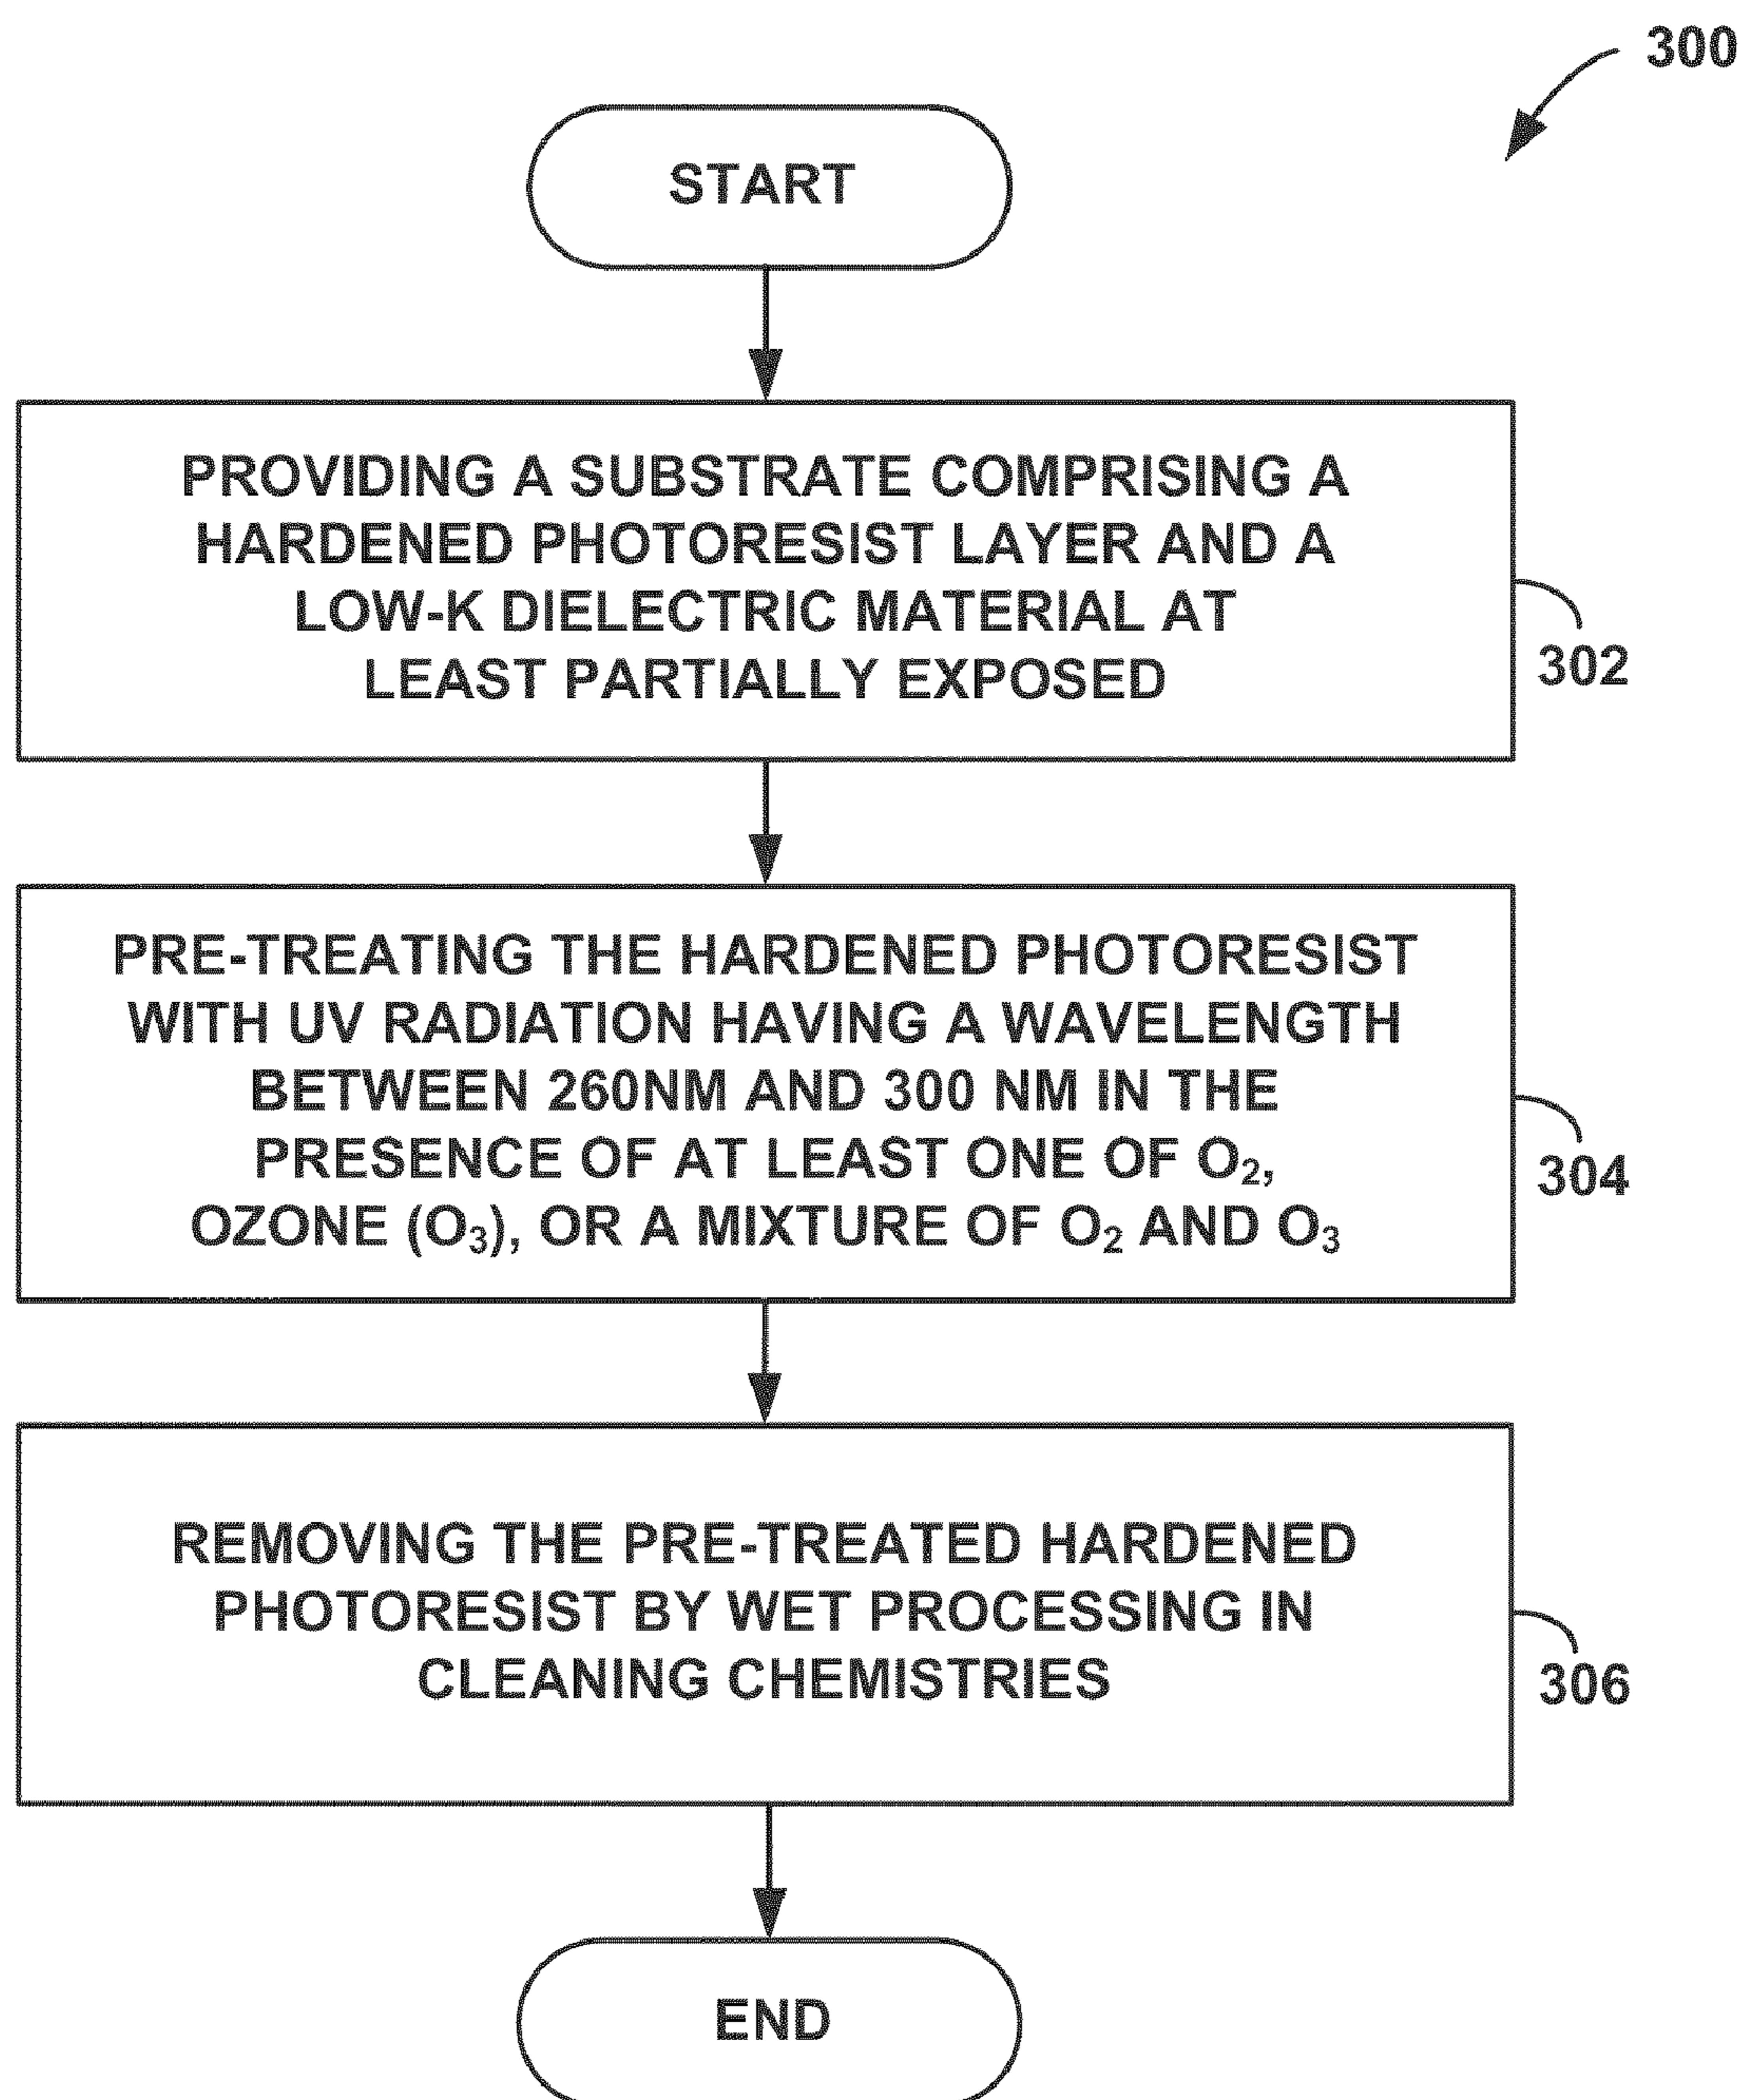 300
START
PROVIDING A SUBSTRATE COMPRISING A
HARDENED PHOTORESIST LAYER AND A
LOW-K DIELECTRIC MATERIAL AT
LEAST PARTIALLY EXPOSED
302
PRE-TREATING THE HARDENED PHOTORESIST
WITH UV RADIATION HAVING A WAVELENGTH
BETWEEN 260NM AND 300 NM IN THE
PRESENCE OF AT LEAST ONE OF O₂,
OZONE (O₃), OR A MIXTURE OF O₂ AND O₃
304
REMOVING THE PRE-TREATED HARDENED
PHOTORESIST BY WET PROCESSING IN
CLEANING CHEMISTRIES
306
END